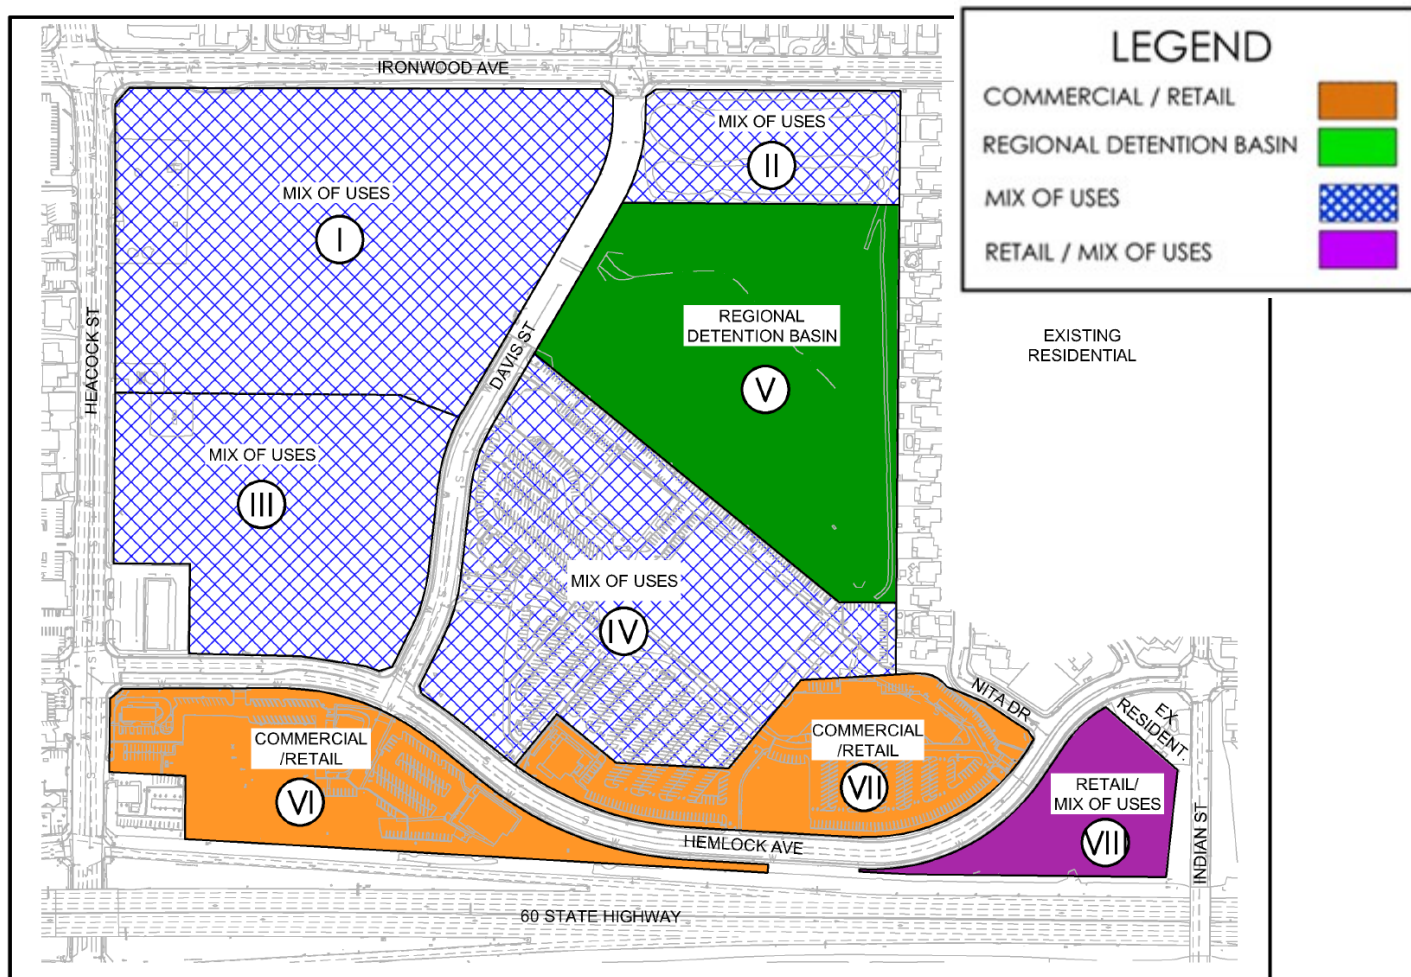 LEGEND
COMMERCIAL / RETAIL
REGIONAL DETENTION BASIN
MIX OF USES
RETAIL / MIX OF USES
IRONWOOD AVE
MIX OF USES
II
MIX OF USES
I
HEACOCK ST
DAVIS ST
REGIONAL
DETENTION BASIN
V
EXISTING
RESIDENTIAL
MIX OF USES
III
MIX OF USES
IV
NITA DR
EX.
RESIDENT.
COMMERCIAL
/RETAIL
VI
COMMERCIAL
/RETAIL
VII
RETAIL/
MIX OF USES
VII
HEMLOCK AVE
INDIAN ST
60 STATE HIGHWAY